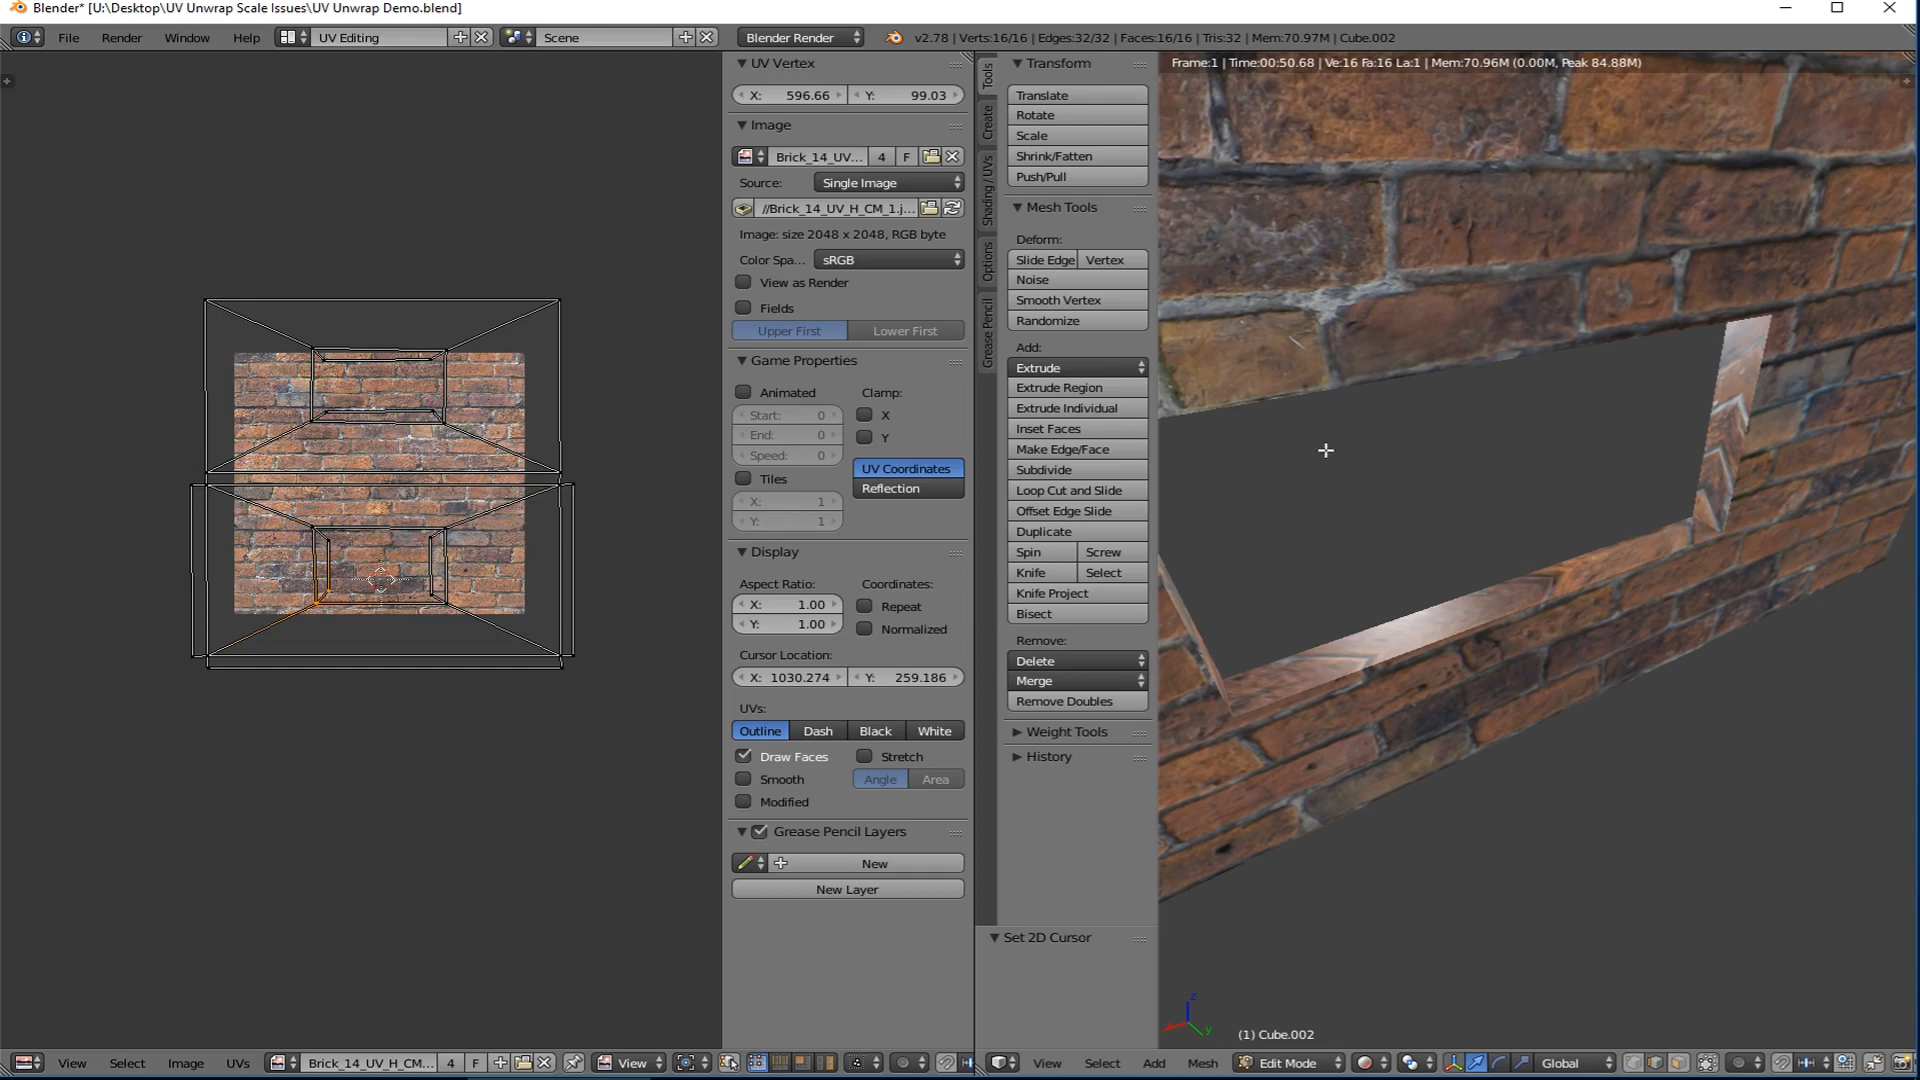 Blender* [U:\Desktop\UV Unwrap Scale Issues\UV Unwrap Demo.blend]
File Render Window Help UV Editing Scene Blender Render v2.78 | Verts:16/16 | Edges:32/32 | Faces:16/16 | Tris:32 | Mem:70.97M | Cube.002
Frame:1 | Time:00:50.68 | Ve:16 Fa:16 La:1 | Mem:70.96M (0.00M, Peak 84.88M)
UV Vertex
X: 596.66 Y: 99.03
Image
Brick_14_UV... 4 F
Source: Single Image
//Brick_14_UV_H_CM_1.j...
Image: size 2048 x 2048, RGB byte
Color Spa... sRGB
View as Render
Fields
Upper First Lower First
Game Properties
Animated Clamp:
Start: 0 X
End: 0 Y
Speed: 0
UV Coordinates
Tiles
Reflection
X: 1
Y: 1
Display
Aspect Ratio: Coordinates:
X: 1.00 Repeat
Y: 1.00 Normalized
Cursor Location:
X: 1030.274 Y: 259.186
UVs:
Outline Dash Black White
Draw Faces Stretch
Smooth Angle Area
Modified
Grease Pencil Layers
New
New Layer
Tools
Create
Shading / UVs
Options
Grease Pencil
Transform
Translate
Rotate
Scale
Shrink/Fatten
Push/Pull
Mesh Tools
Deform:
Slide Edge Vertex
Noise
Smooth Vertex
Randomize
Add:
Extrude
Extrude Region
Extrude Individual
Inset Faces
Make Edge/Face
Subdivide
Loop Cut and Slide
Offset Edge Slide
Duplicate
Spin Screw
Knife Select
Knife Project
Bisect
Remove:
Delete
Merge
Remove Doubles
Weight Tools
History
Set 2D Cursor
z
x
y
(1) Cube.002
View Select Image UVs Brick_14_UV_H_CM... 4 F View
View Select Add Mesh Edit Mode Global